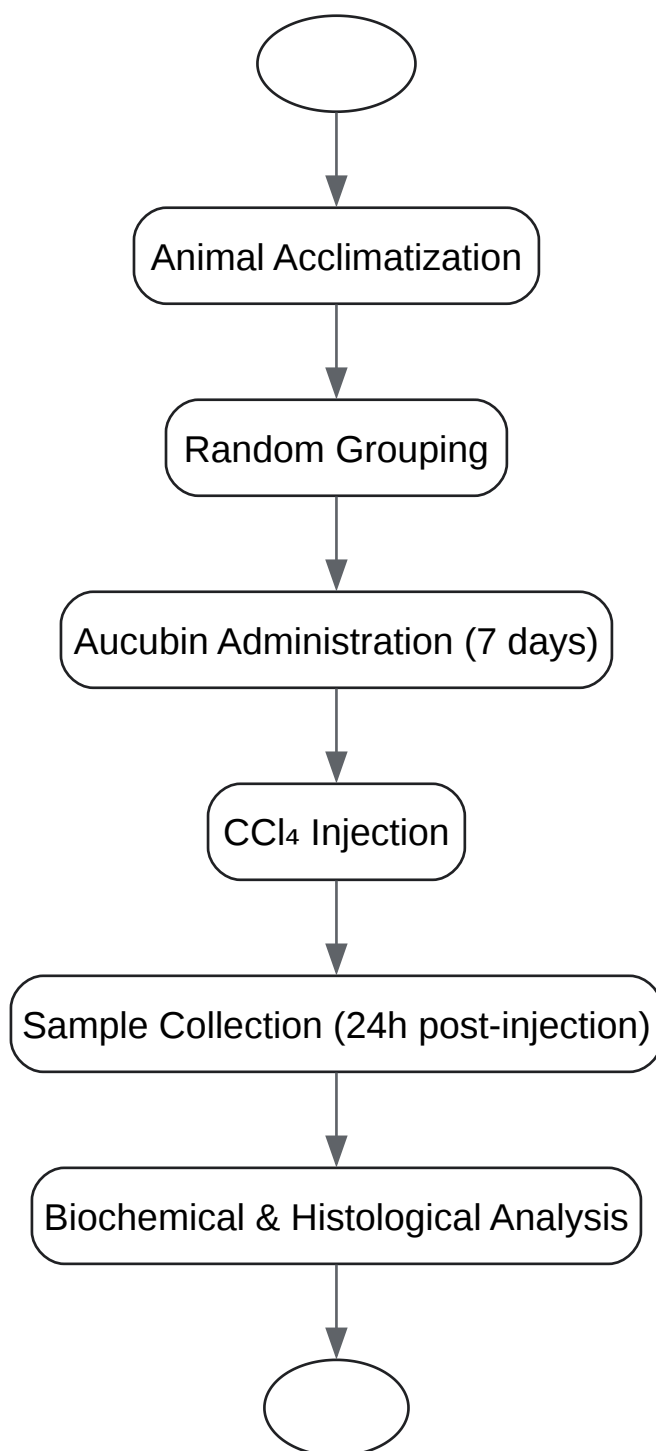 Animal Acclimatization
Random Grouping
Aucubin Administration (7 days)
CCl₄ Injection
Sample Collection (24h post-injection)
Biochemical & Histological Analysis